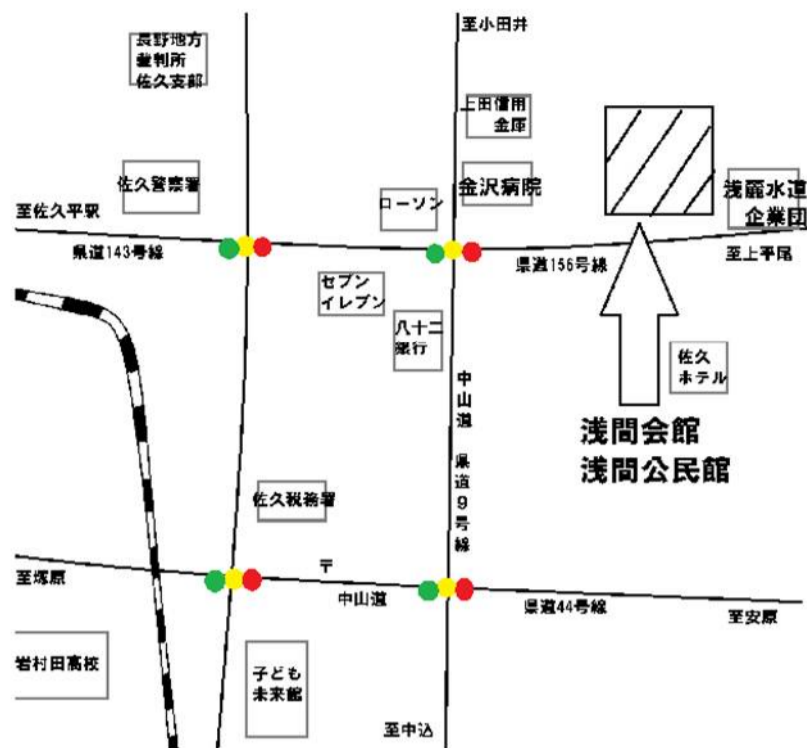 至小田井
長野地方
裁判所
佐久支部
上田信用
金庫
佐久警察署
ローソン
金沢病院
浅麓水道
企業団
至佐久平駅
県道143号線
県道156号線
至上平尾
セブン
イレブン
八十二
銀行
佐久
ホテル
中山道 県道9号線
浅間会館
浅間公民館
佐久税務署
〒
至塚原
中山道
県道44号線
至安原
岩村田高校
子ども
未来館
至中込